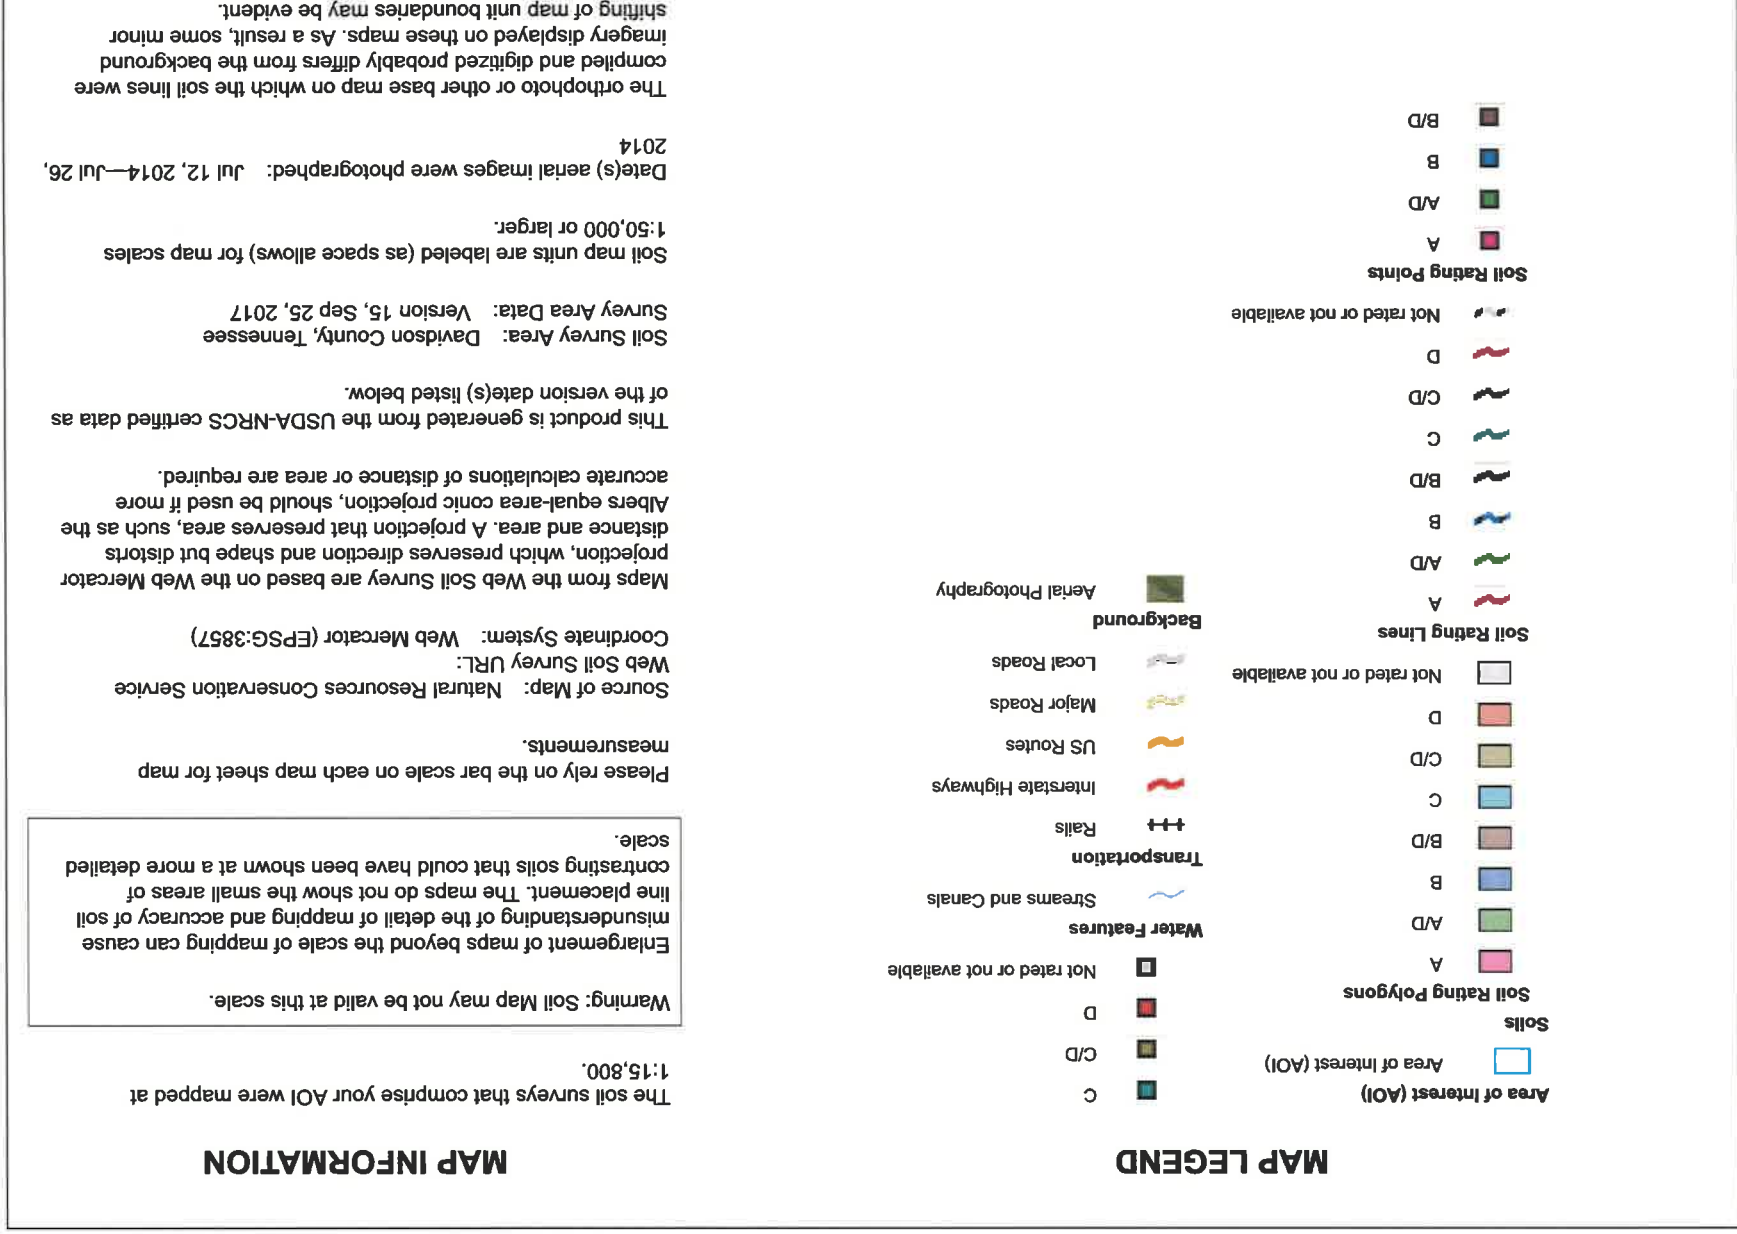 MAP LEGEND
Area of Interest (AOI)
Area of Interest (AOI)
Soils
Soil Rating Polygons
A
A/D
B
B/D
C
C/D
D
Not rated or not available
Soil Rating Lines
A
A/D
B
B/D
C
C/D
D
Not rated or not available
Soil Rating Points
A
A/D
B
B/D
C
C/D
D
Not rated or not available
Water Features
Streams and Canals
Transportation
Rails
Interstate Highways
US Routes
Major Roads
Local Roads
Background
Aerial Photography
MAP INFORMATION
The soil surveys that comprise your AOI were mapped at
1:15,800.
Warning: Soil Map may not be valid at this scale.
Enlargement of maps beyond the scale of mapping can cause
misunderstanding of the detail of mapping and accuracy of soil
line placement. The maps do not show the small areas of
contrasting soils that could have been shown at a more detailed
scale.
Please rely on the bar scale on each map sheet for map
measurements.
Source of Map: Natural Resources Conservation Service
Web Soil Survey URL:
Coordinate System: Web Mercator (EPSG:3857)
Maps from the Web Soil Survey are based on the Web Mercator
projection, which preserves direction and shape but distorts
distance and area. A projection that preserves area, such as the
Albers equal-area conic projection, should be used if more
accurate calculations of distance or area are required.
This product is generated from the USDA-NRCS certified data as
of the version date(s) listed below.
Soil Survey Area: Davidson County, Tennessee
Survey Area Data: Version 15, Sep 25, 2017
Soil map units are labeled (as space allows) for map scales
1:50,000 or larger.
Date(s) aerial images were photographed: Jul 12, 2014—Jul 26,
2014
The orthophoto or other base map on which the soil lines were
compiled and digitized probably differs from the background
imagery displayed on these maps. As a result, some minor
shifting of map unit boundaries may be evident.